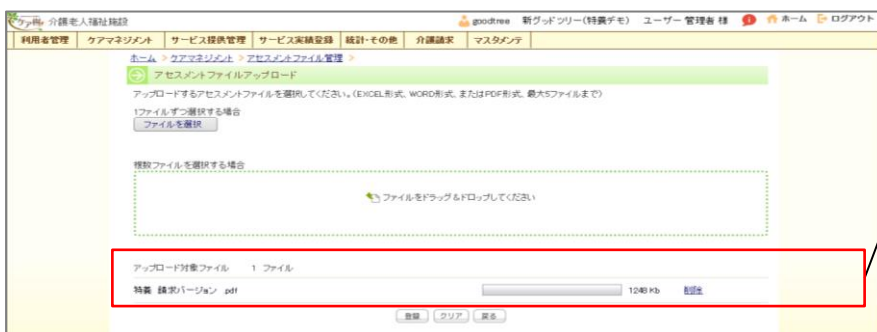 ケア樹 介護老人福祉施設
goodtree 新グッドツリー(特養デモ) ユーザー 管理者 様 ホーム ログアウト
利用者管理 ケアマネジメント サービス提供管理 サービス実績登録 統計・その他 介護請求 マスタメンテ
ホーム > ケアマネジメント > アセスメントファイル管理 >
アセスメントファイルアップロード
アップロードするアセスメントファイルを選択してください。(EXCEL形式、WORD形式、またはPDF形式、最大5ファイルまで)
1ファイルずつ選択する場合
ファイルを選択
複数ファイルを選択する場合
ファイルをドラッグ&ドロップしてください
アップロード対象ファイル 1 ファイル
特養 請求バージョン pdf 1248 Kb 削除
登録 クリア 戻る